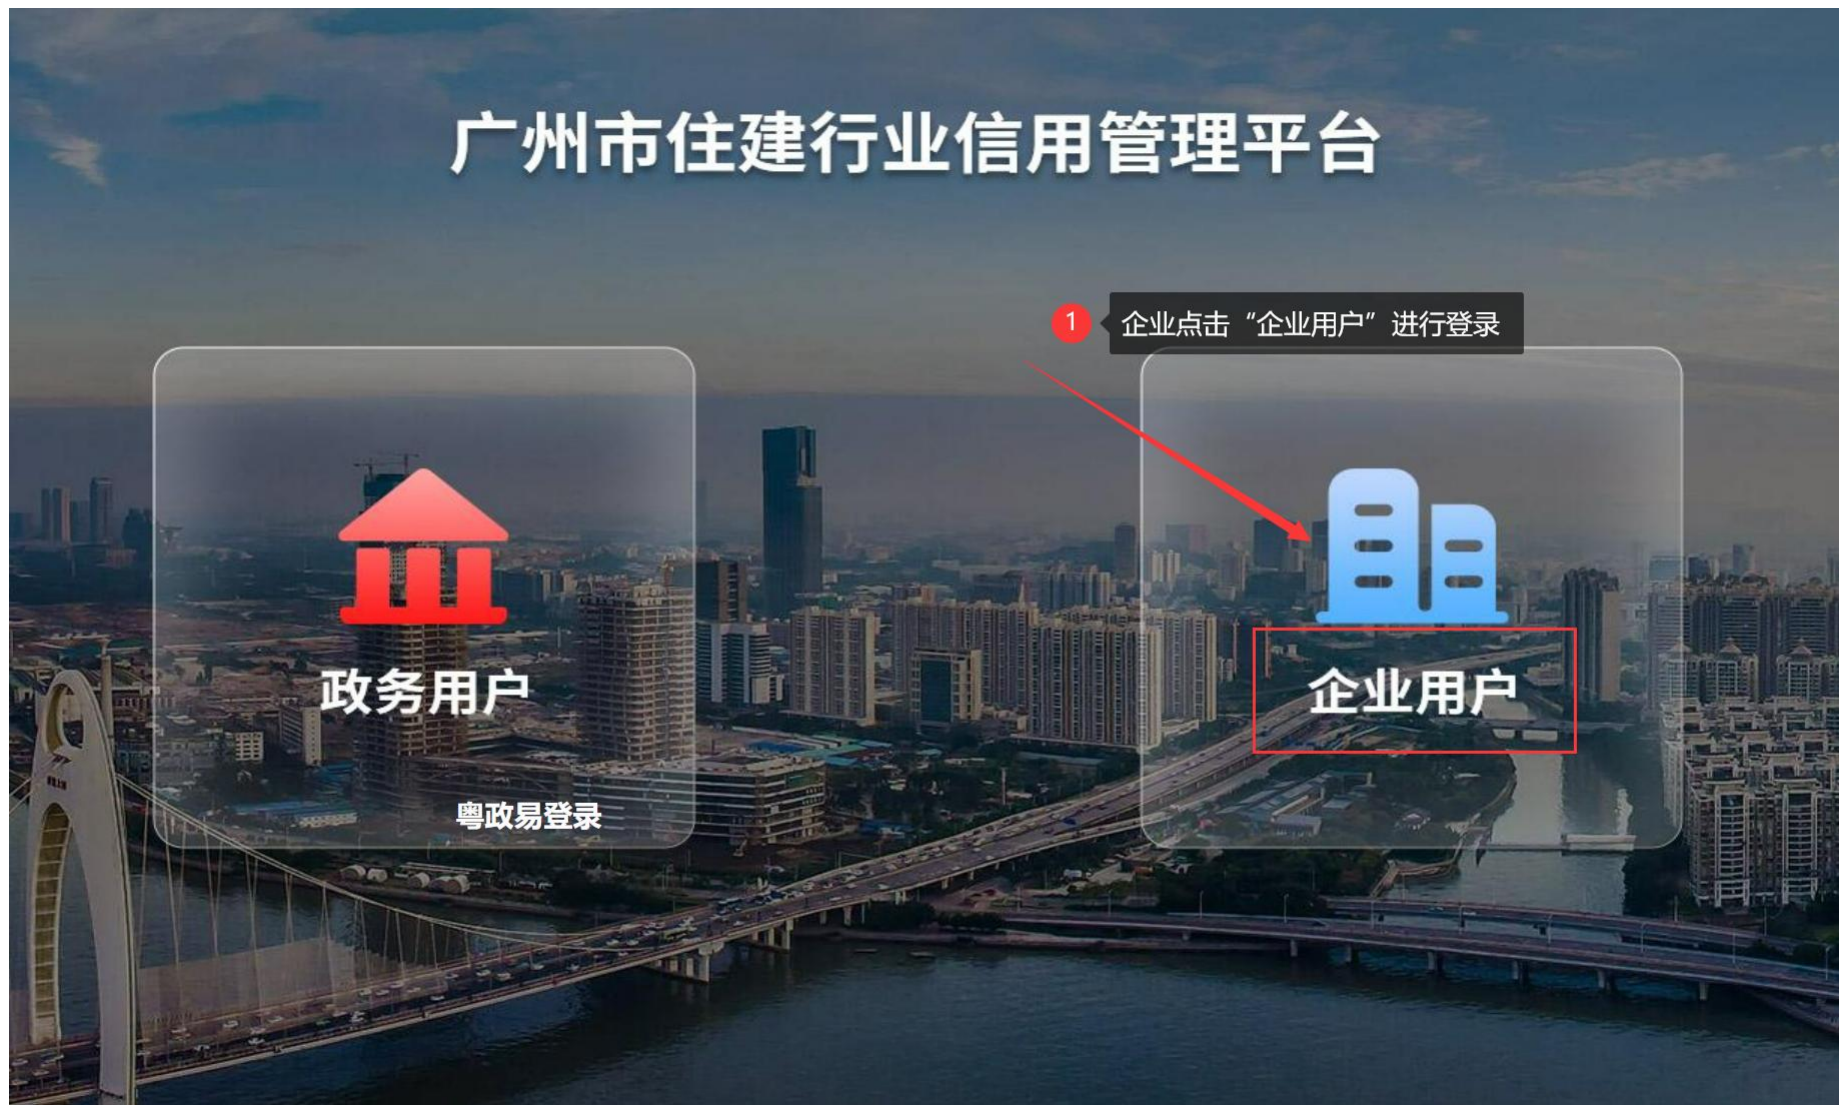 广州市住建行业信用管理平台
1
企业点击“企业用户”进行登录
政务用户
企业用户
粤政易登录